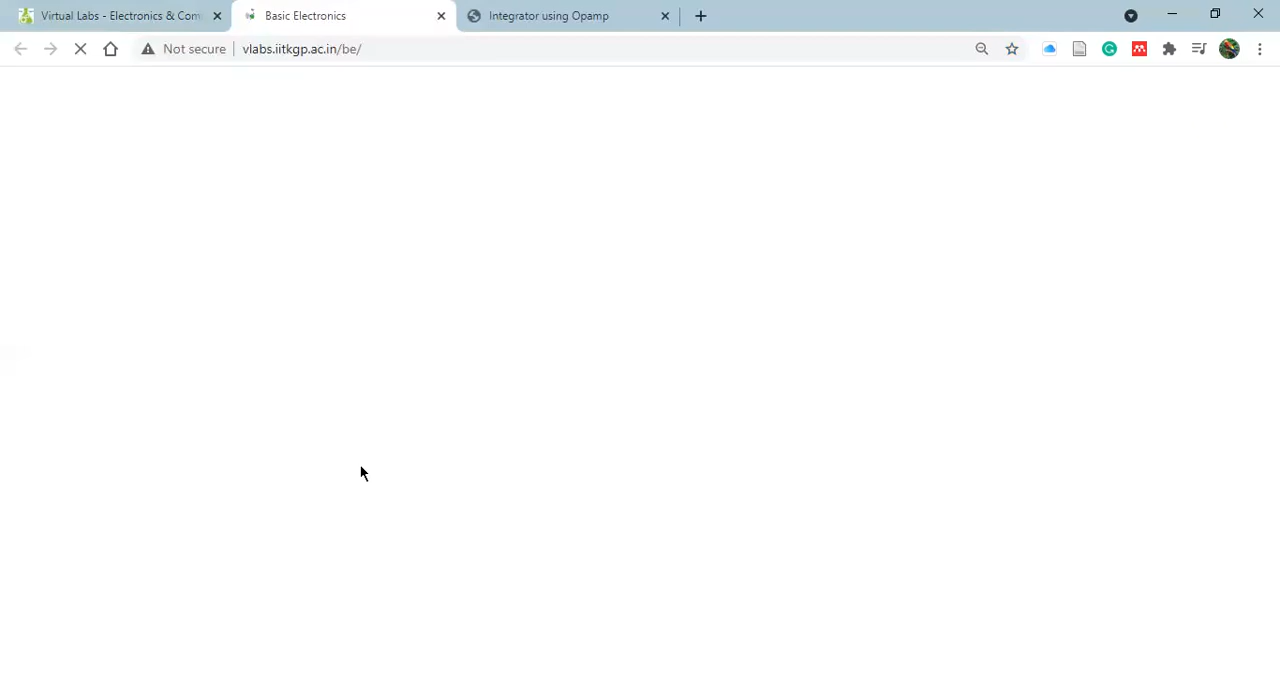 Virtual Labs - Electronics & Com
Basic Electronics
Integrator using Opamp
Not secure
vlabs.iitkgp.ac.in/be/